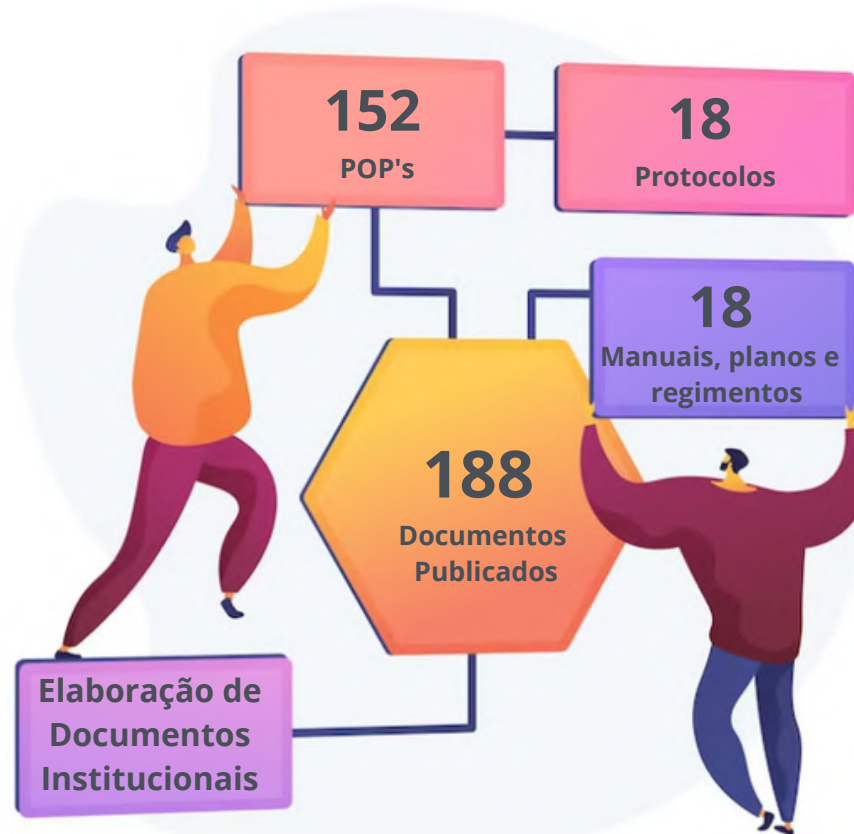 152
POP's
18
Protocolos
18
Manuais, planos e
regimentos
188
Documentos
Publicados
Elaboração de
Documentos
Institucionais